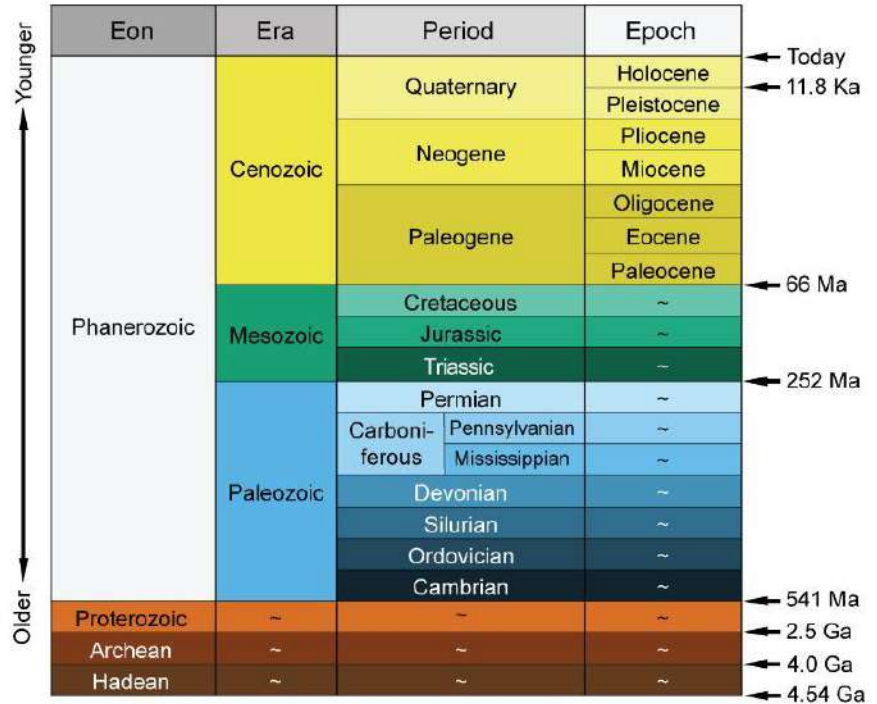 Eon Era Period Epoch
Younger
Today
Holocene
11.8 Ka
Quaternary
Pleistocene
Pliocene
Neogene
Cenozoic
Miocene
Oligocene
Paleogene
Eocene
Paleocene
66 Ma
Cretaceous ~
Phanerozoic
Mesozoic
Jurassic ~
Triassic ~
252 Ma
Permian ~
Carboni-
ferous
Pennsylvanian ~
Mississippian ~
Paleozoic
Devonian ~
Silurian ~
Ordovician ~
Cambrian ~
Older
541 Ma
Proterozoic ~ ~ ~
2.5 Ga
Archean ~ ~ ~
4.0 Ga
Hadean ~ ~ ~
4.54 Ga